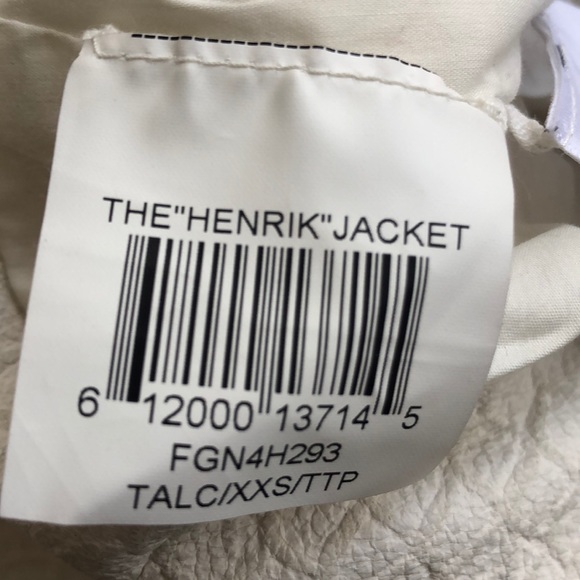 THE"HENRIK"JACKET
6 12000 13714 5
FGN4H293
TALC/XXS/TTP